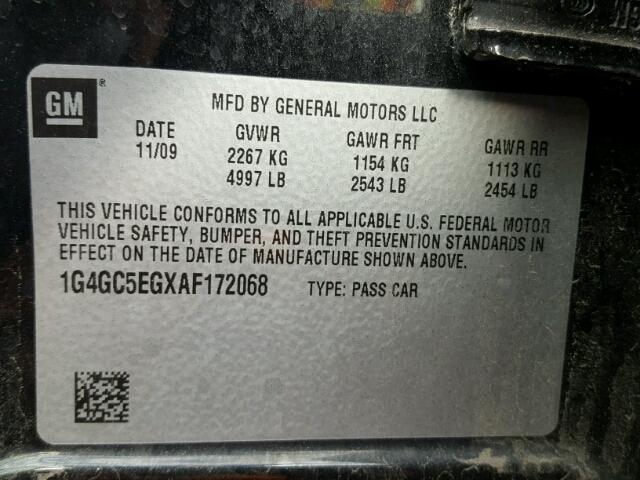 GM ®
MFD BY GENERAL MOTORS LLC
DATE GVWR GAWR FRT GAWR RR
11/09 2267 KG 1154 KG 1113 KG
4997 LB 2543 LB 2454 LB
THIS VEHICLE CONFORMS TO ALL APPLICABLE U.S. FEDERAL MOTOR
VEHICLE SAFETY, BUMPER, AND THEFT PREVENTION STANDARDS IN
EFFECT ON THE DATE OF MANUFACTURE SHOWN ABOVE.
1G4GC5EGXAF172068 TYPE: PASS CAR